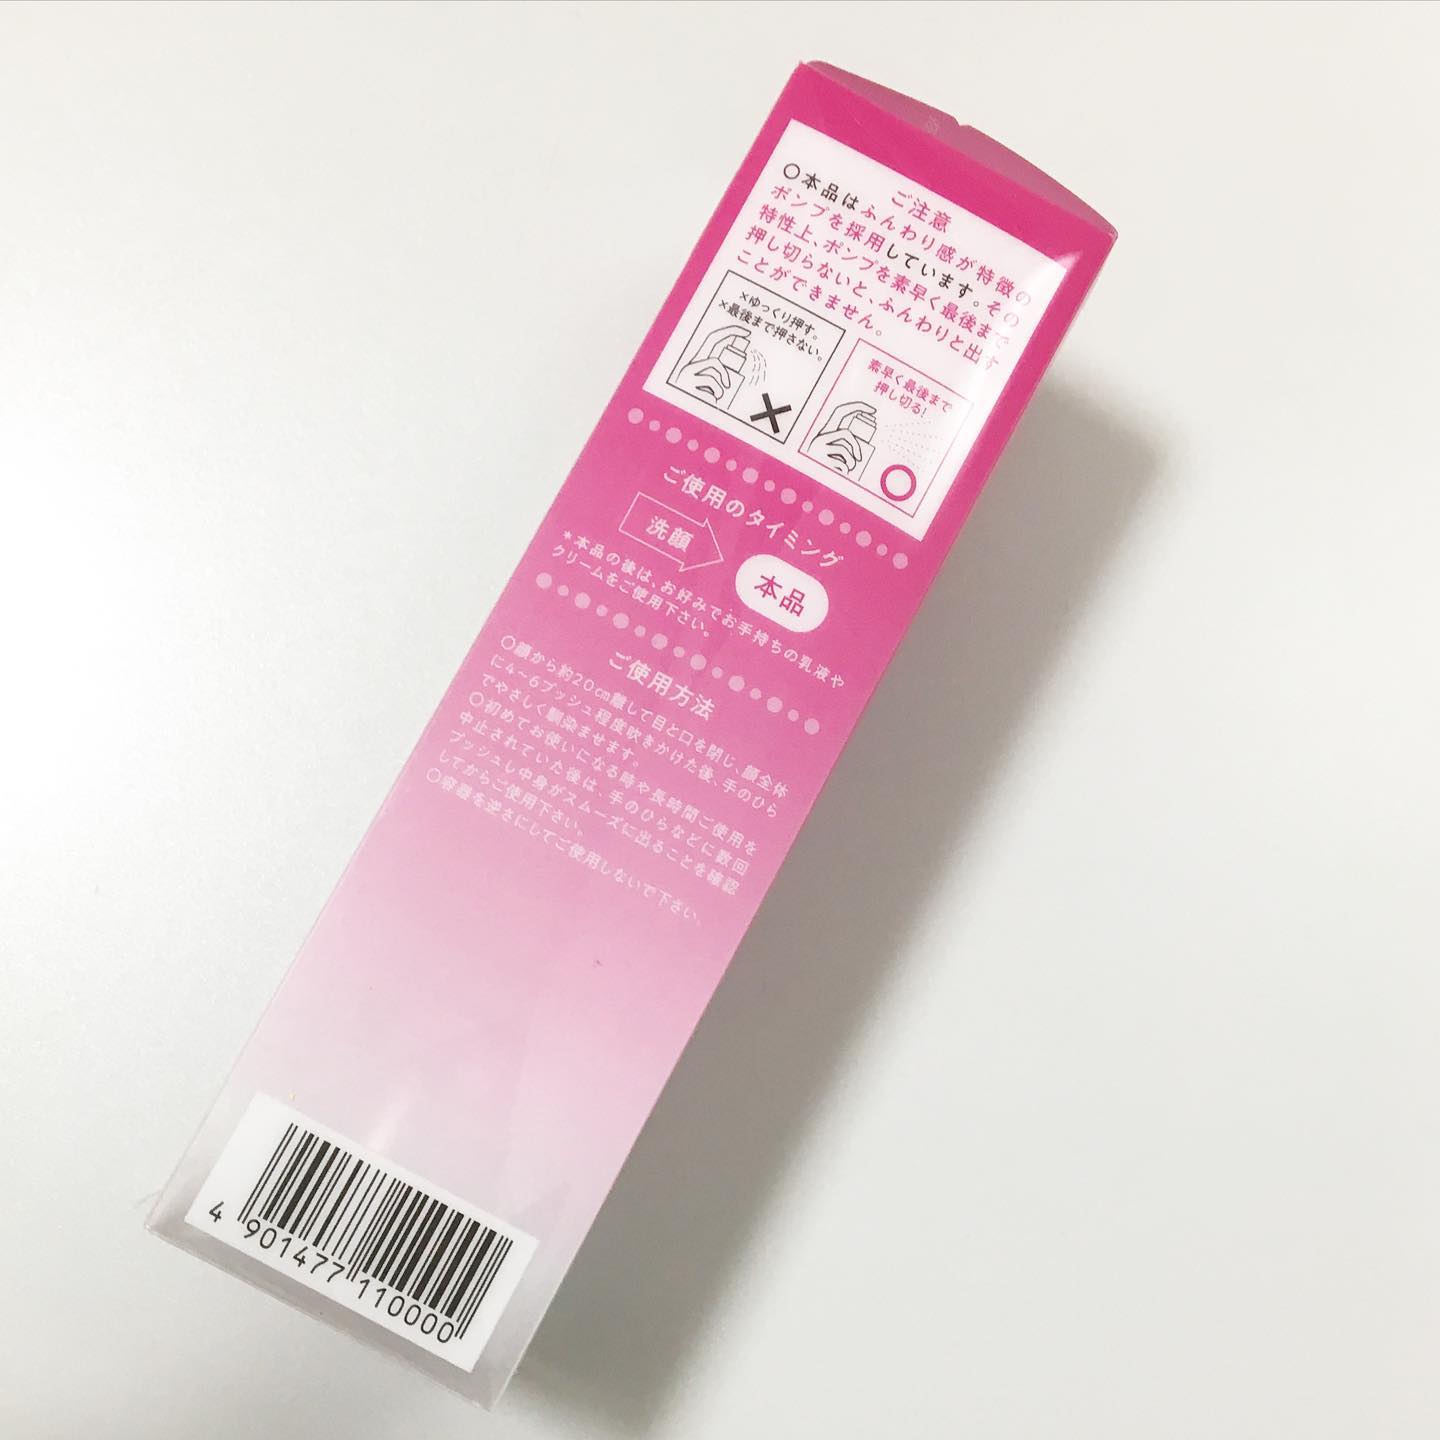 ご注意
〇本品はふんわり感が特徴の
ポンプを採用しています。その
特性上、ポンプを素早く最後まで
押し切らないと、ふんわりと出す
ことができません。
×ゆっくり押す。
×最後まで押さない。
素早く最後まで
押し切る!
ご使用のタイミング
洗顔
本品
*本品の後は、お好みでお手持ちの乳液や
クリームをご使用下さい。
ご使用方法
〇顔から約20cm離して目と口を閉じ、顔全体
に4~6プッシュ程度吹きかけた後、手のひら
でやさしく馴染ませます。
〇初めてお使いになる時や長時間ご使用を
中止されていた後は、手のひらなどに数回
プッシュし中身がスムーズに出ることを確認
してからご使用下さい。
〇容器を逆さにしてご使用しないで下さい。
4 901477 110000